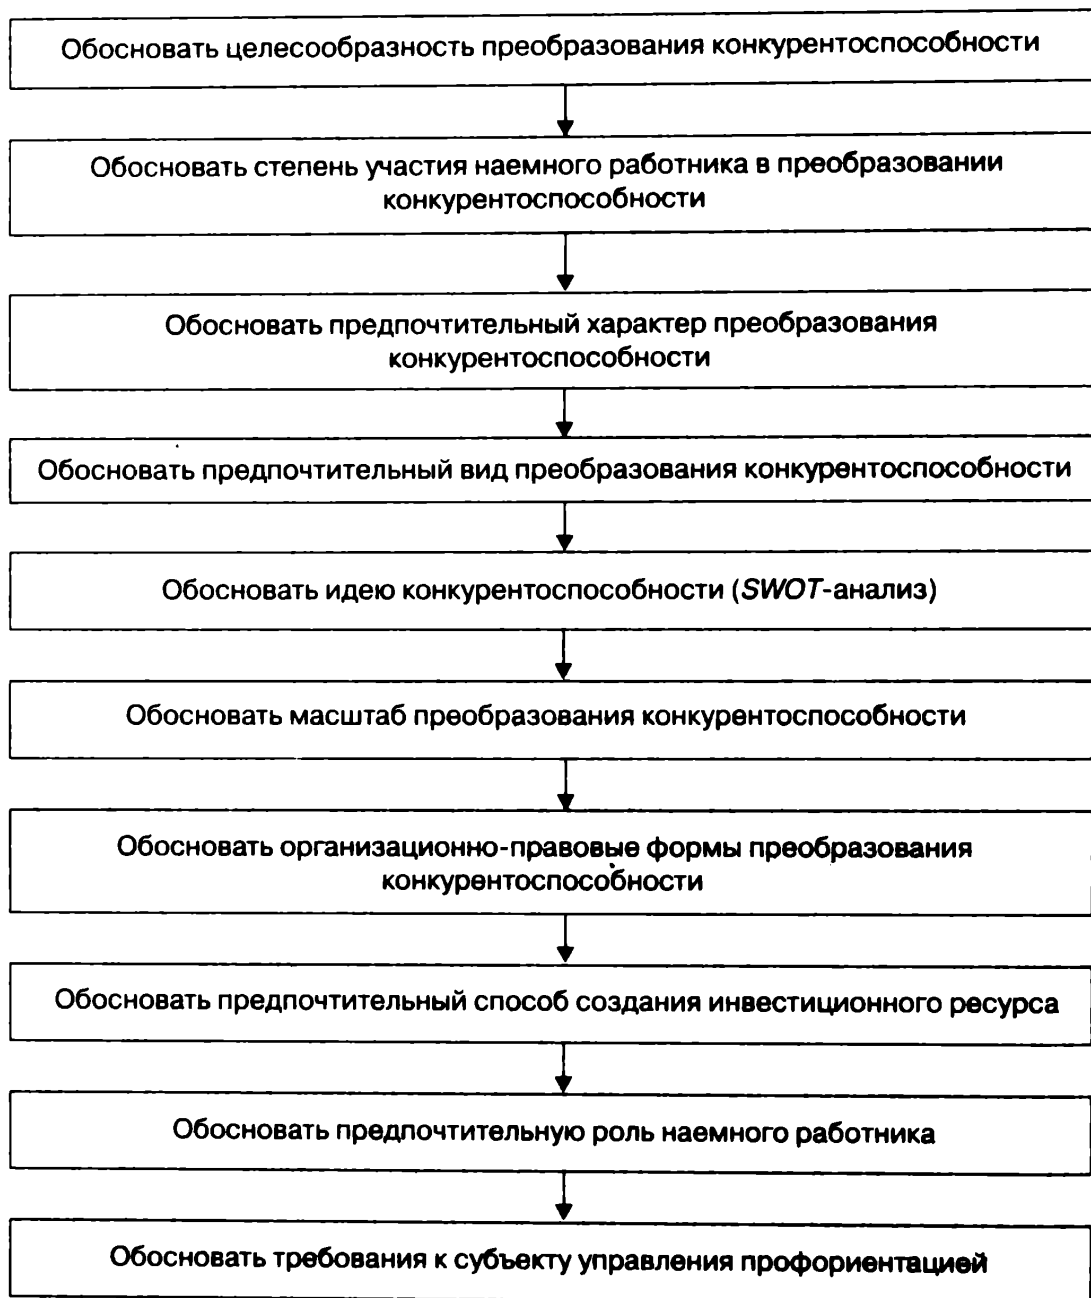 Обосновать целесообразность преобразования конкурентоспособности
Обосновать степень участия наемного работника в преобразовании
конкурентоспособности
Обосновать предпочтительный характер преобразования
конкурентоспособности
Обосновать предпочтительный вид преобразования конкурентоспособности
Обосновать идею конкурентоспособности (SWOT-анализ)
Обосновать масштаб преобразования конкурентоспособности
Обосновать организационно-правовые формы преобразования
конкурентоспособности
Обосновать предпочтительный способ создания инвестиционного ресурса
Обосновать предпочтительную роль наемного работника
Обосновать требования к субъекту управления профориентацией